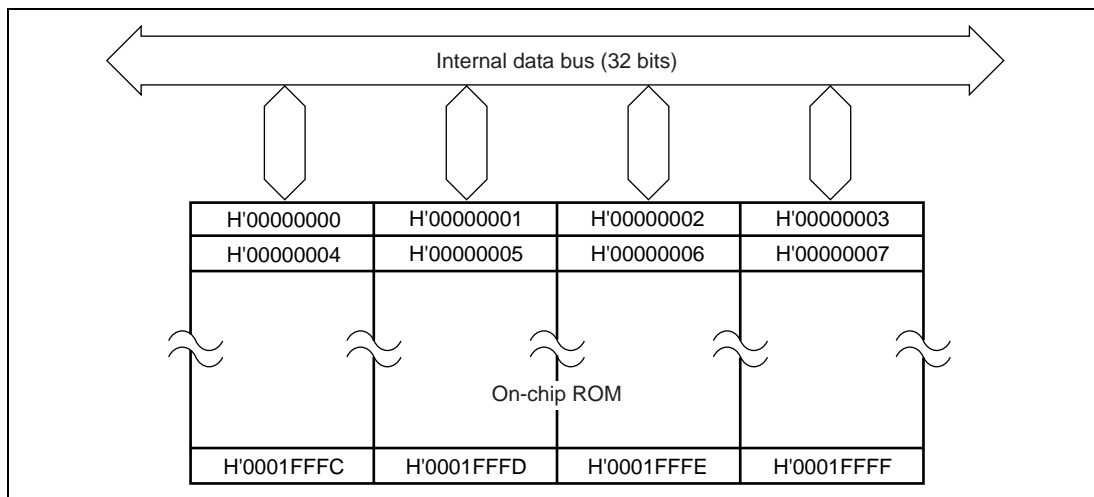 Internal data bus (32 bits)
H'00000000 H'00000001 H'00000002 H'00000003
H'00000004 H'00000005 H'00000006 H'00000007
On-chip ROM
H'0001FFFC H'0001FFFD H'0001FFFE H'0001FFFF